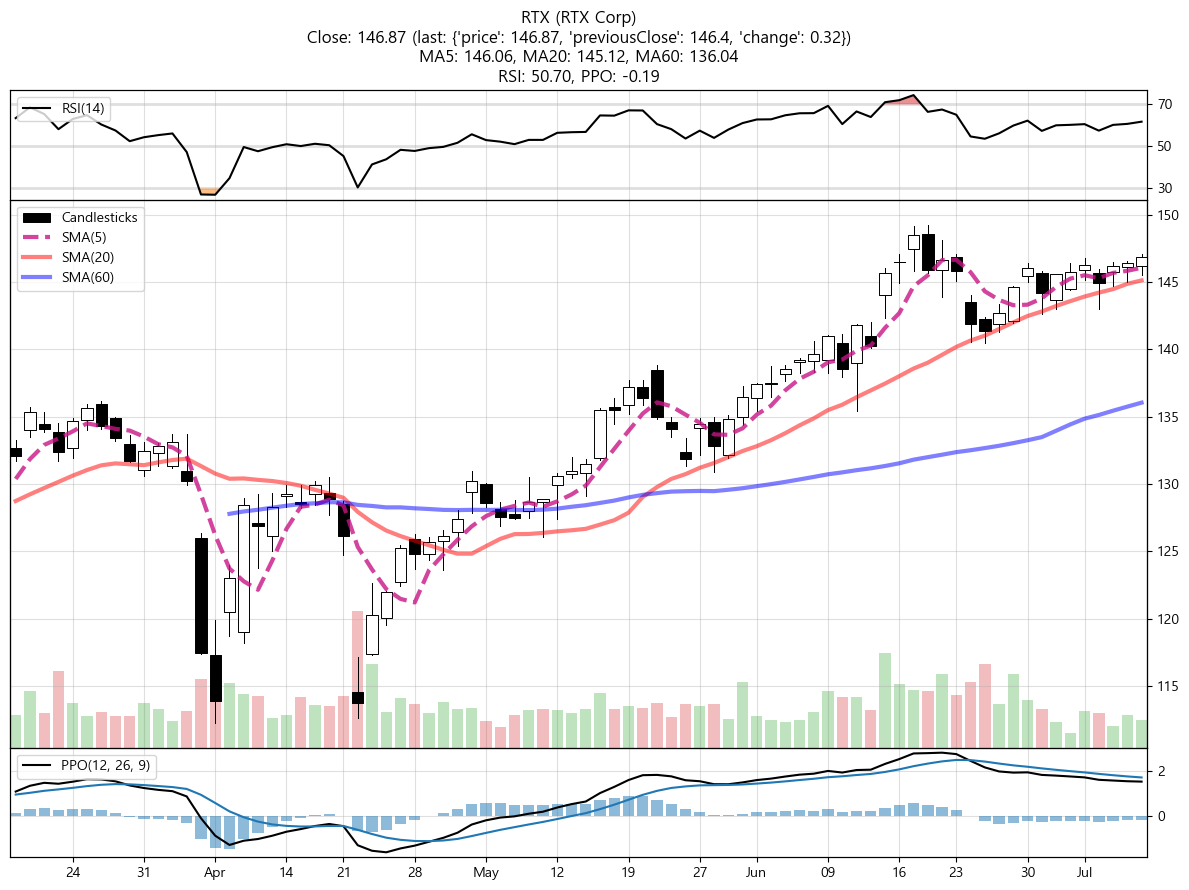 RTX (RTX Corp)
Close: 146.87 (last: {'price': 146.87, 'previousClose': 146.4, 'change': 0.32})
MA5: 146.06, MA20: 145.12, MA60: 136.04
RSI: 50.70, PPO: -0.19
RSI(14)
70
50
30
Candlesticks
SMA(5)
SMA(20)
SMA(60)
150
145
140
135
130
125
120
115
PPO(12, 26, 9)
2
0
24 31 Apr 14 21 28 May 12 19 27 Jun 09 16 23 30 Jul